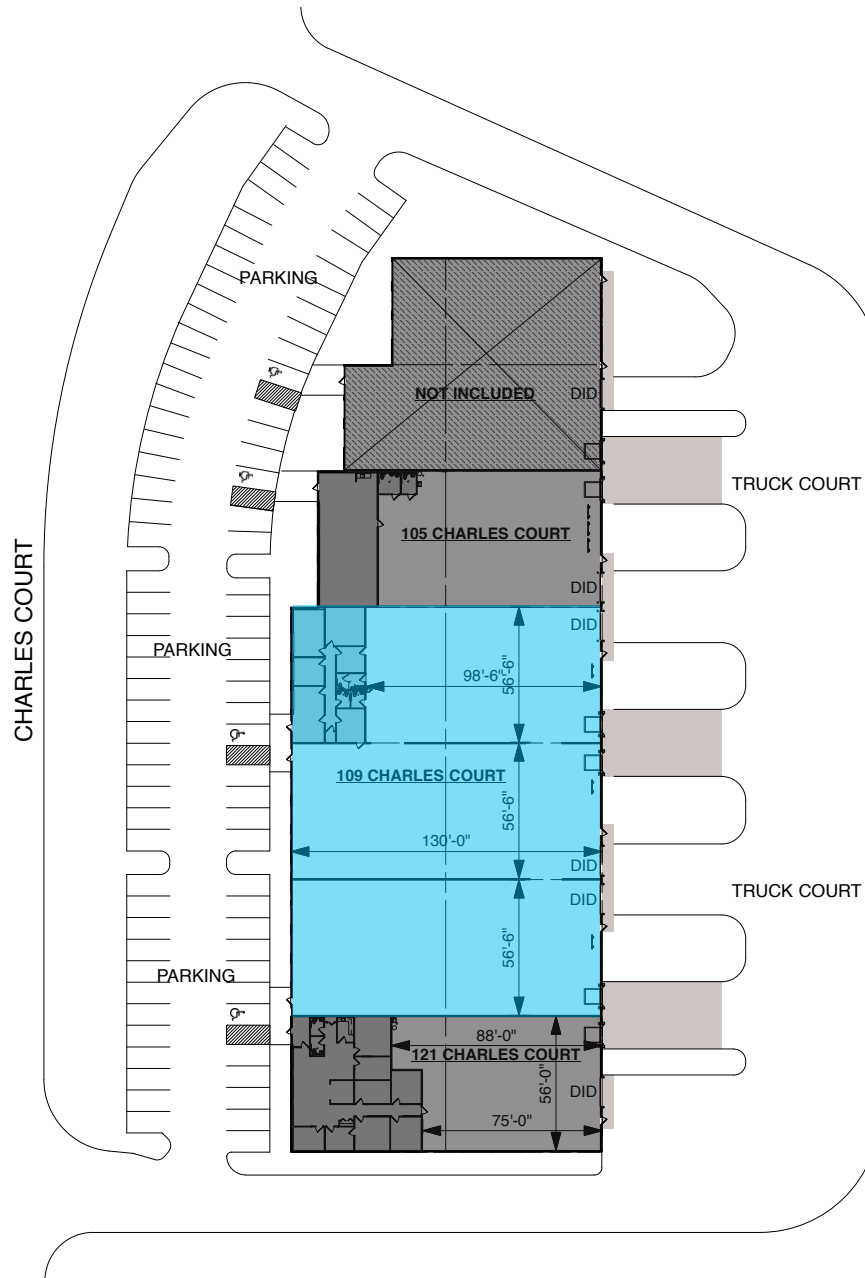 PARKING
NOT INCLUDED
DID
TRUCK COURT
105 CHARLES COURT
CHARLES COURT
DID
DID
PARKING
98'-6"
56'-6"
109 CHARLES COURT
56'-6"
130'-0"
DID
DID
TRUCK COURT
56'-6"
PARKING
88'-0"
121 CHARLES COURT
56'-0"
DID
75'-0"